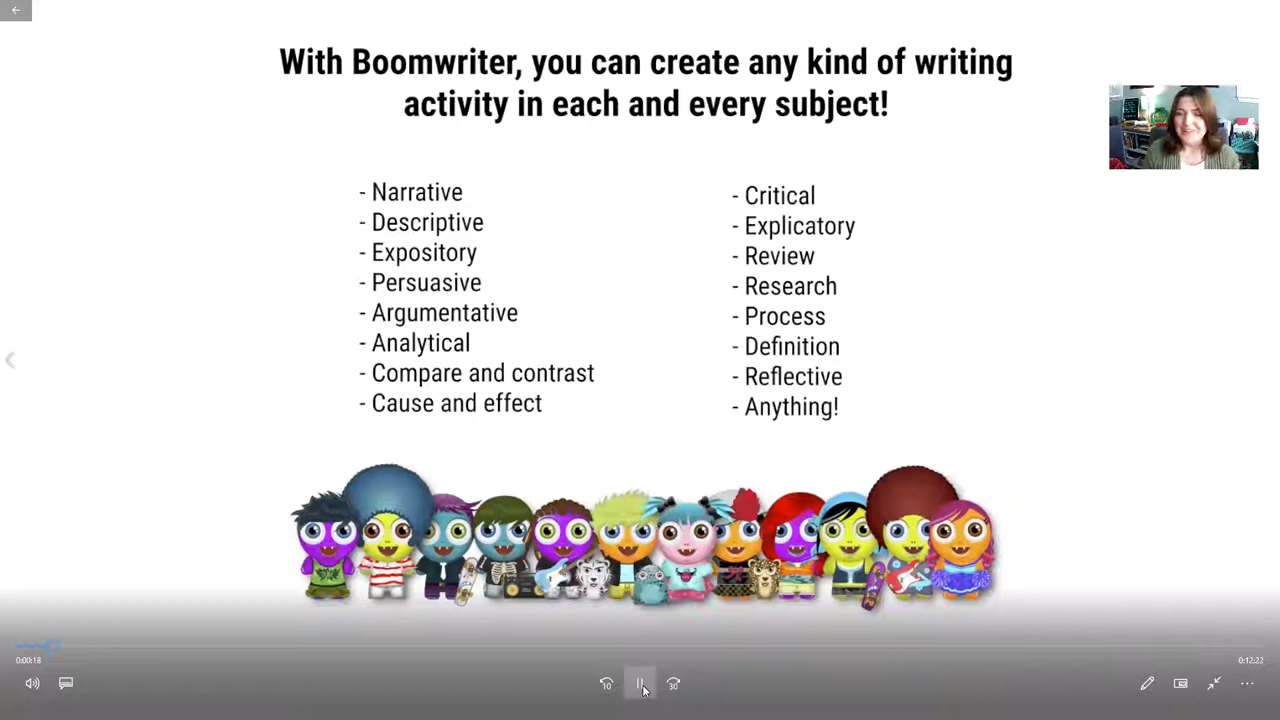 With Boomwriter, you can create any kind of writing
activity in each and every subject!
- Narrative
- Descriptive
- Expository
- Persuasive
- Argumentative
- Analytical
- Compare and contrast
- Cause and effect
- Critical
- Explicatory
- Review
- Research
- Process
- Definition
- Reflective
- Anything!
0:00:18
0:12:22
10
30